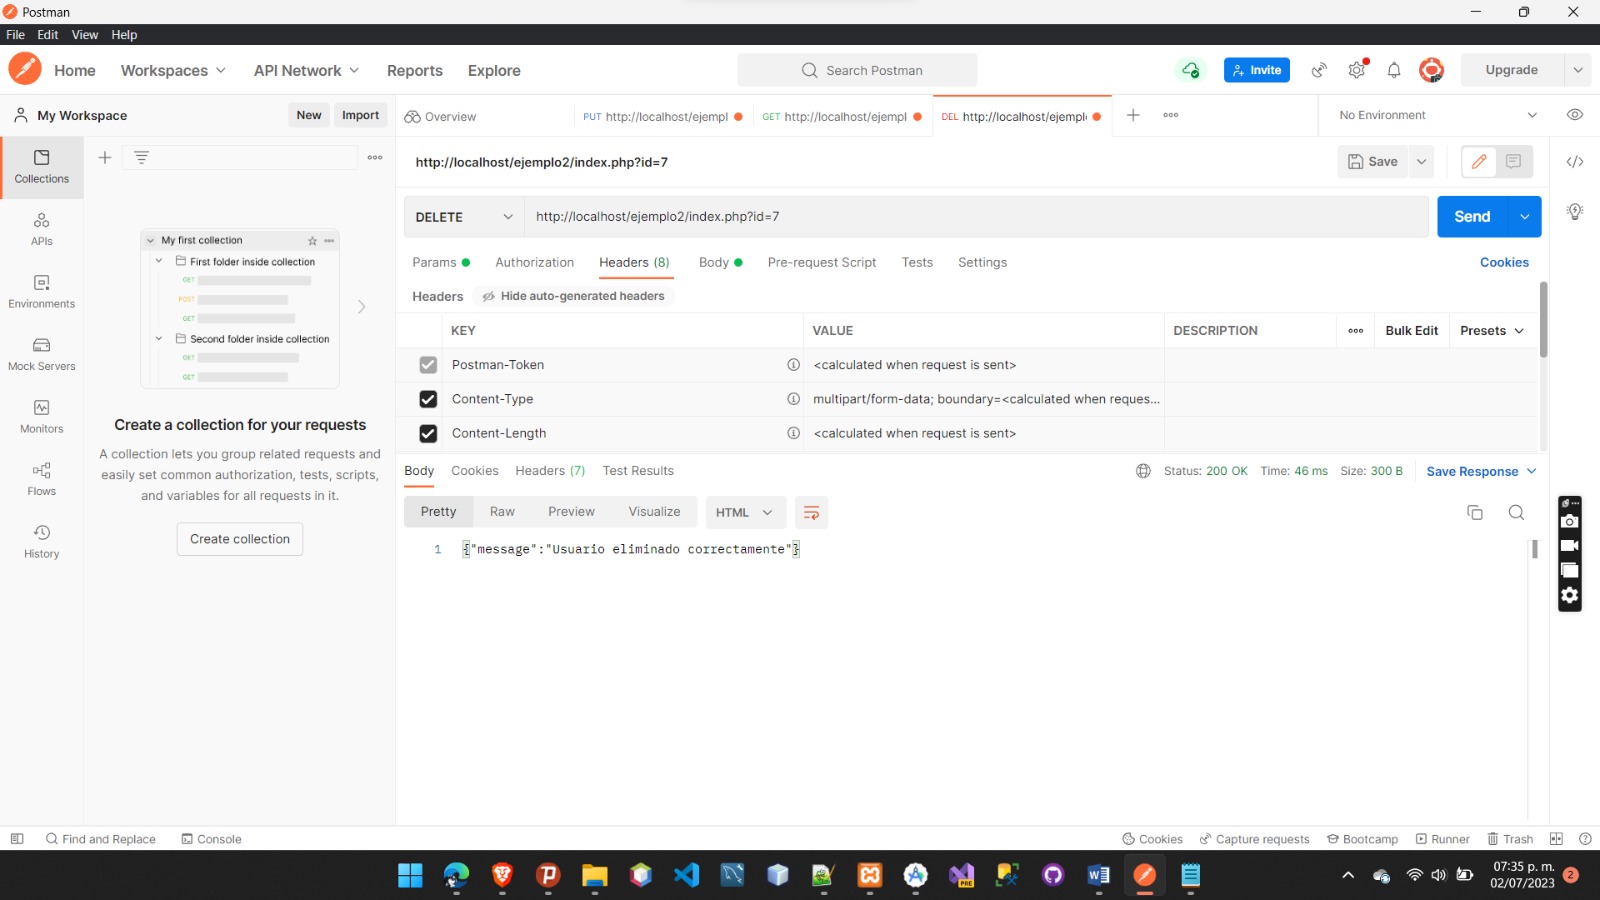 Postman
File Edit View Help
Home Workspaces API Network Reports Explore Search Postman Invite Upgrade
My Workspace New Import Overview PUT http://localhost/ejempl GET http://localhost/ejempl DEL http://localhost/ejempl No Environment
http://localhost/ejemplo2/index.php?id=7 Save
Collections
APIs
Environments
Mock Servers
Monitors
Flows
History
My first collection
First folder inside collection
GET
POST
GET
Second folder inside collection
GET
GET
Create a collection for your requests
A collection lets you group related requests and
easily set common authorization, tests, scripts,
and variables for all requests in it.
Create collection
DELETE http://localhost/ejemplo2/index.php?id=7 Send
Params Authorization Headers (8) Body Pre-request Script Tests Settings Cookies
Headers Hide auto-generated headers
KEY VALUE DESCRIPTION Bulk Edit Presets
Postman-Token <calculated when request is sent>
Content-Type multipart/form-data; boundary=<calculated when reques...
Content-Length <calculated when request is sent>
Body Cookies Headers (7) Test Results Status: 200 OK Time: 46 ms Size: 300 B Save Response
Pretty Raw Preview Visualize HTML
1 {"message":"Usuario eliminado correctamente"}
Find and Replace Console Cookies Capture requests Bootcamp Runner Trash
07:35 p. m.
02/07/2023 2